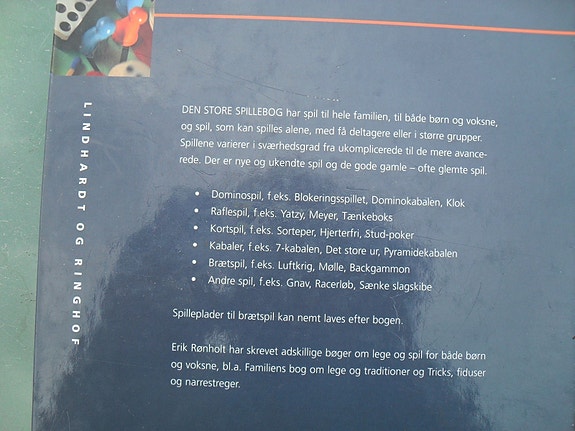 LINDHARDT OG RINGHOF
DEN STORE SPILLEBOG har spil til hele familien, til både børn og voksne,
og spil, som kan spilles alene, med få deltagere eller i større grupper.
Spillene varierer i sværhedsgrad fra ukomplicerede til de mere avance-
rede. Der er nye og ukendte spil og de gode gamle – ofte glemte spil.
• Dominospil, f.eks. Blokeringsspillet, Dominokabalen, Klok
• Raflespil, f.eks. Yatzy, Meyer, Tænkeboks
• Kortspil, f.eks. Sorteper, Hjerterfri, Stud-poker
• Kabaler, f.eks. 7-kabalen, Det store ur, Pyramidekabalen
• Brætspil, f.eks. Luftkrig, Mølle, Backgammon
• Andre spil, f.eks. Gnav, Racerløb, Sænke slagskibe
Spilleplader til brætspil kan nemt laves efter bogen.
Erik Rønholt har skrevet adskillige bøger om lege og spil for både børn
og voksne, bl.a. Familiens bog om lege og traditioner og Tricks, fiduser
og narrestreger.